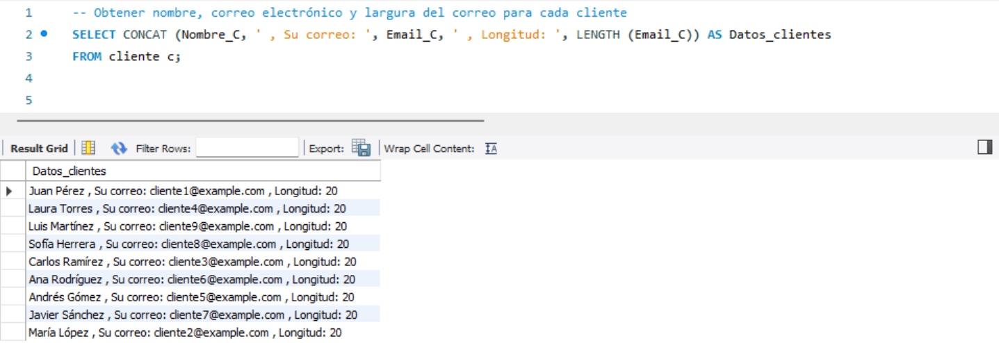 1 -- Obtener nombre, correo electrónico y largura del correo para cada cliente
2 SELECT CONCAT (Nombre_C, ' , Su correo: ', Email_C, ' , Longitud: ', LENGTH (Email_C)) AS Datos_clientes
3 FROM cliente c;
4
5
Result Grid Filter Rows: Export: Wrap Cell Content: IA
Datos_clientes
Juan Pérez , Su correo: cliente1@example.com , Longitud: 20
Laura Torres , Su correo: cliente4@example.com , Longitud: 20
Luis Martínez , Su correo: cliente9@example.com , Longitud: 20
Sofía Herrera , Su correo: cliente8@example.com , Longitud: 20
Carlos Ramírez , Su correo: cliente3@example.com , Longitud: 20
Ana Rodríguez , Su correo: cliente6@example.com , Longitud: 20
Andrés Gómez , Su correo: cliente5@example.com , Longitud: 20
Javier Sánchez , Su correo: cliente7@example.com , Longitud: 20
María López , Su correo: cliente2@example.com , Longitud: 20